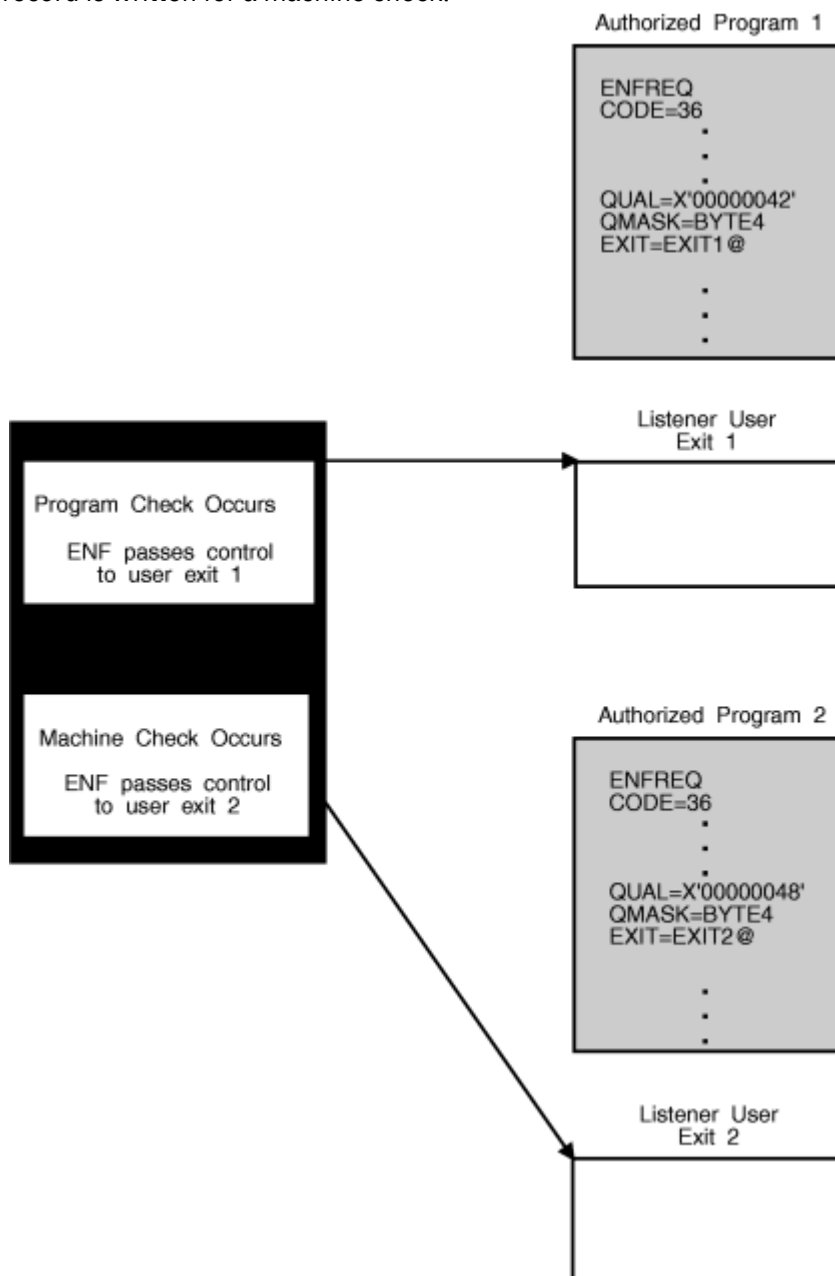 record is written for a machine check.
Authorized Program 1
ENFREQ
CODE=36
.
.
.
QUAL=X'00000042'
QMASK=BYTE4
EXIT=EXIT1@
.
.
.
Listener User
Exit 1
Program Check Occurs
ENF passes control
to user exit 1
Machine Check Occurs
ENF passes control
to user exit 2
Authorized Program 2
ENFREQ
CODE=36
.
.
.
QUAL=X'00000048'
QMASK=BYTE4
EXIT=EXIT2@
.
.
.
Listener User
Exit 2